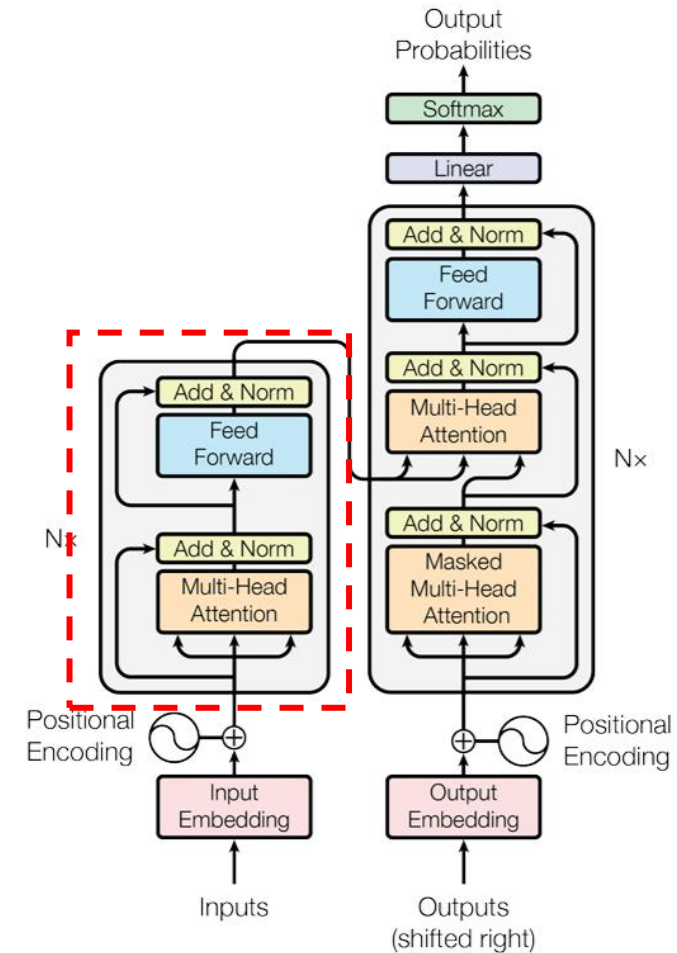 Output
Probabilities
Softmax
Linear
Add & Norm
Feed
Forward
Add & Norm
Multi-Head
Attention
Add & Norm
Masked
Multi-Head
Attention
Nx
Add & Norm
Feed
Forward
Add & Norm
Multi-Head
Attention
Nx
Positional
Encoding
Positional
Encoding
Input
Embedding
Output
Embedding
Inputs
Outputs
(shifted right)